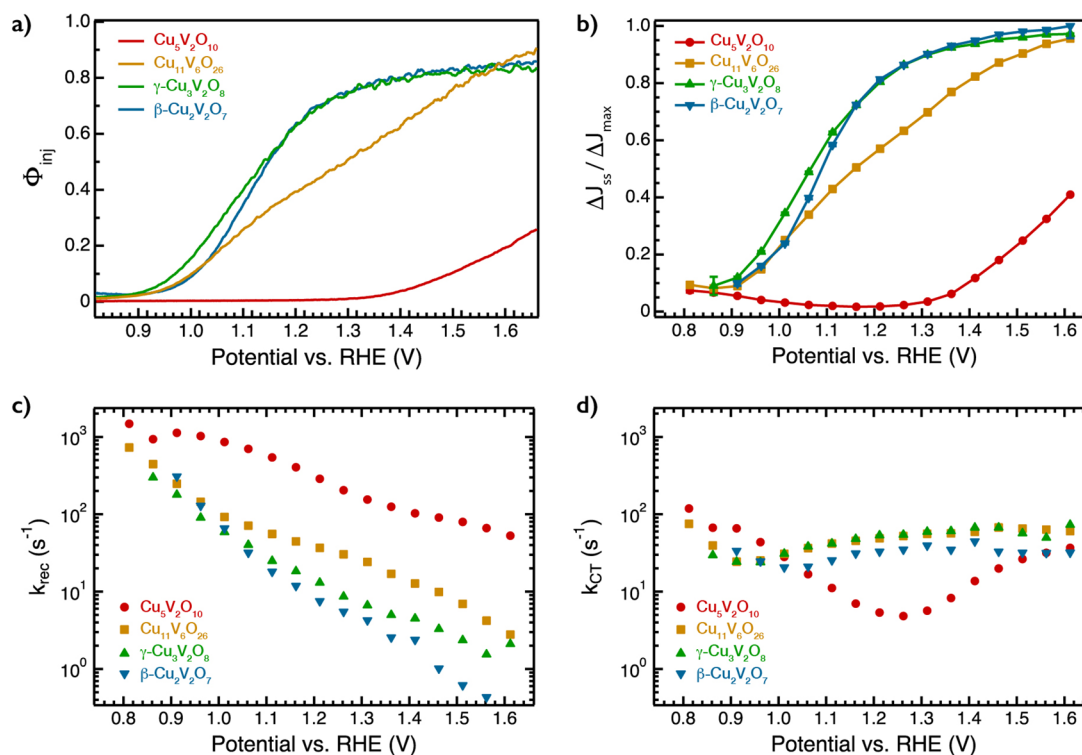 a)
1.0
0.8
0.6
0.4
0.2
0
Φinj
Cu5V2O10
Cu11V6O26
γ-Cu3V2O8
β-Cu2V2O7
0.9 1.0 1.1 1.2 1.3 1.4 1.5 1.6
Potential vs. RHE (V)
b)
1.0
0.8
0.6
0.4
0.2
0.0
ΔJss / ΔJmax
Cu5V2O10
Cu11V6O26
γ-Cu3V2O8
β-Cu2V2O7
0.8 0.9 1.0 1.1 1.2 1.3 1.4 1.5 1.6
Potential vs. RHE (V)
c)
10³
10²
10¹
10⁰
krec (s⁻¹)
Cu5V2O10
Cu11V6O26
γ-Cu3V2O8
β-Cu2V2O7
0.8 0.9 1.0 1.1 1.2 1.3 1.4 1.5 1.6
Potential vs. RHE (V)
d)
10³
10²
10¹
10⁰
kCT (s⁻¹)
Cu5V2O10
Cu11V6O26
γ-Cu3V2O8
β-Cu2V2O7
0.8 0.9 1.0 1.1 1.2 1.3 1.4 1.5 1.6
Potential vs. RHE (V)